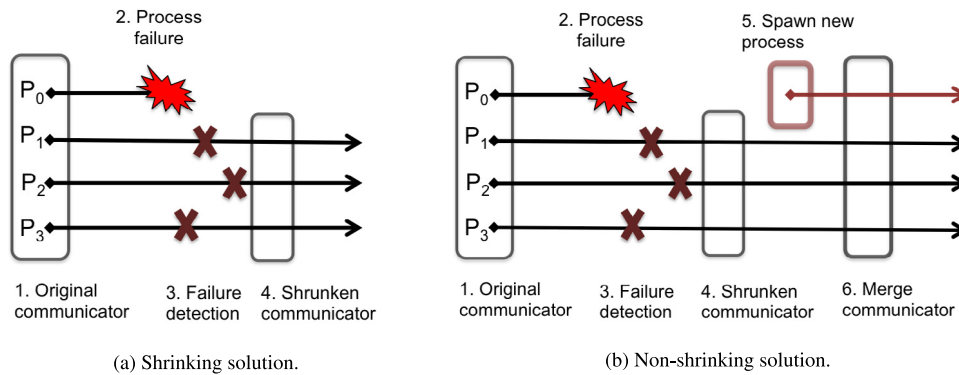 2. Process
failure
P0
P1
P2
P3
1. Original
communicator
3. Failure
detection
4. Shrunken
communicator
(a) Shrinking solution.
2. Process
failure
5. Spawn new
process
P0
P1
P2
P3
1. Original
communicator
3. Failure
detection
4. Shrunken
communicator
6. Merge
communicator
(b) Non-shrinking solution.